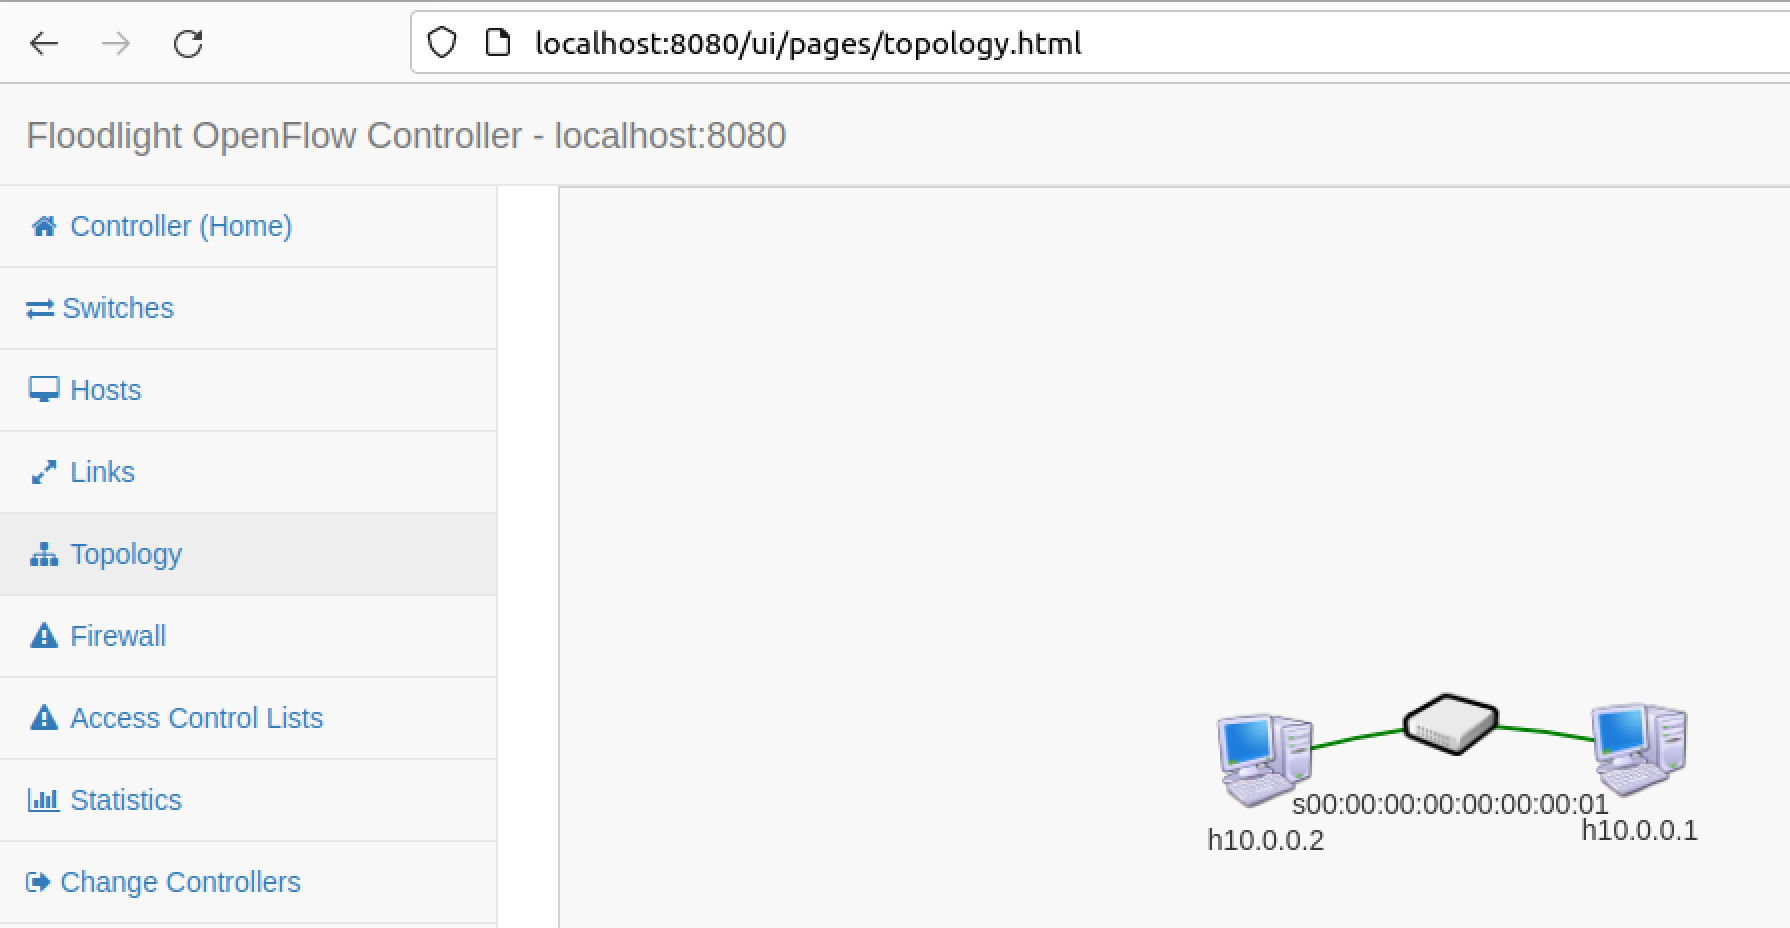 localhost:8080/ui/pages/topology.html
Floodlight OpenFlow Controller - localhost:8080
Controller (Home)
Switches
Hosts
Links
Topology
Firewall
Access Control Lists
Statistics
Change Controllers
s00:00:00:00:00:00:00:01
h10.0.0.2
h10.0.0.1